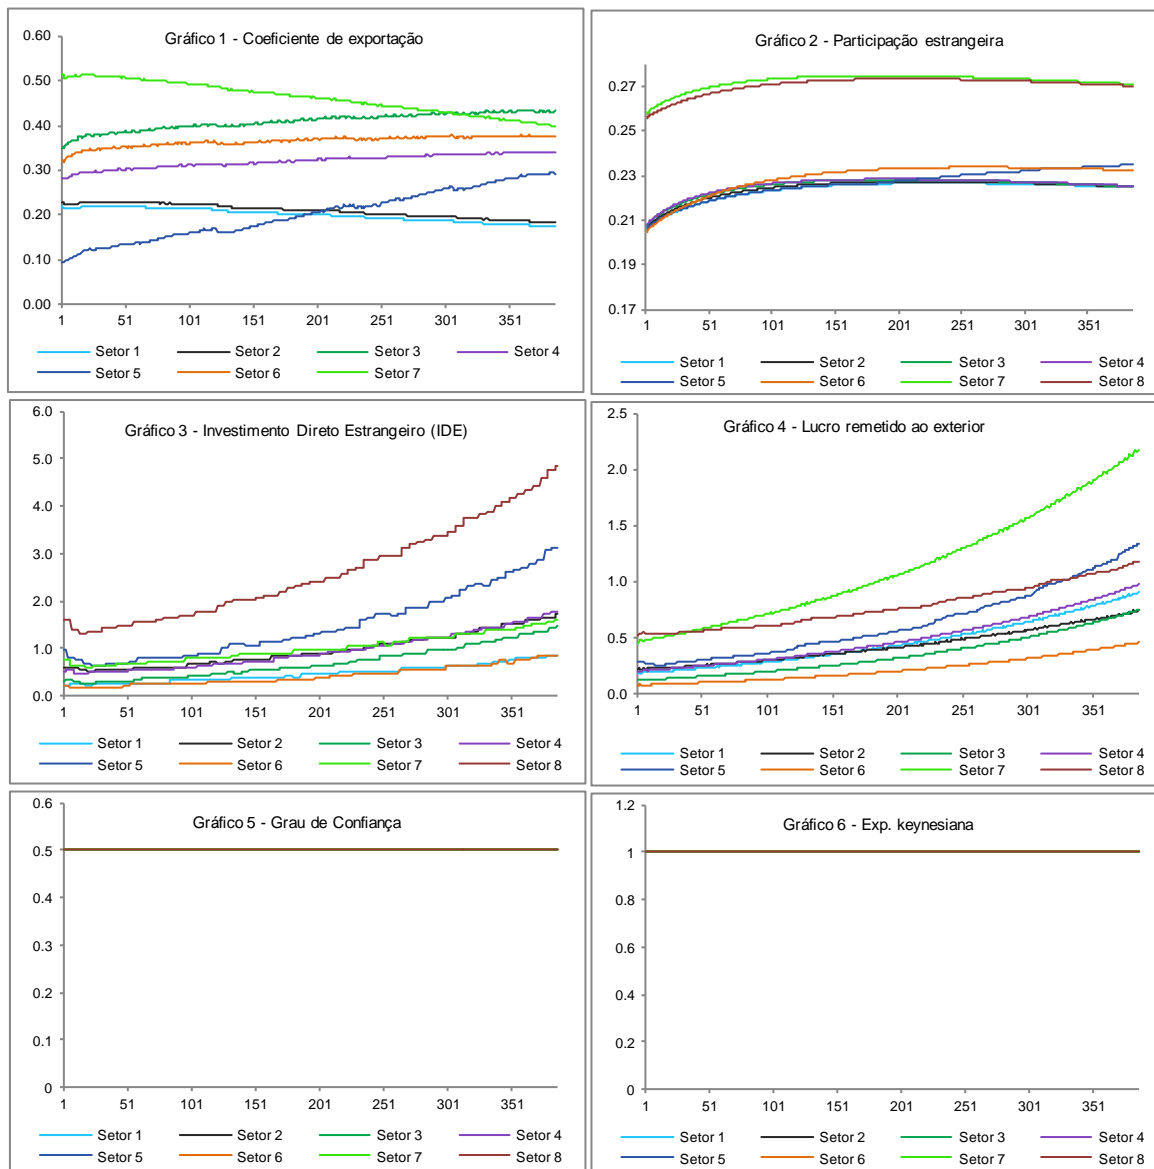 Gráfico 1 - Coeficiente de exportação
0.60
0.50
0.40
0.30
0.20
0.10
0.00
1 51 101 151 201 251 301 351
Setor 1 Setor 2 Setor 3 Setor 4
Setor 5 Setor 6 Setor 7
Gráfico 2 - Participação estrangeira
0.27
0.25
0.23
0.21
0.19
0.17
1 51 101 151 201 251 301 351
Setor 1 Setor 2 Setor 3 Setor 4
Setor 5 Setor 6 Setor 7 Setor 8
Gráfico 3 - Investimento Direto Estrangeiro (IDE)
6.0
5.0
4.0
3.0
2.0
1.0
0.0
1 51 101 151 201 251 301 351
Setor 1 Setor 2 Setor 3 Setor 4
Setor 5 Setor 6 Setor 7 Setor 8
Gráfico 4 - Lucro remetido ao exterior
2.5
2.0
1.5
1.0
0.5
0.0
1 51 101 151 201 251 301 351
Setor 1 Setor 2 Setor 3 Setor 4
Setor 5 Setor 6 Setor 7 Setor 8
Gráfico 5 - Grau de Confiança
0.6
0.5
0.4
0.3
0.2
0.1
0
1 51 101 151 201 251 301 351
Setor 1 Setor 2 Setor 3 Setor 4
Setor 5 Setor 6 Setor 7 Setor 8
Gráfico 6 - Exp. keynesiana
1.2
1
0.8
0.6
0.4
0.2
0
1 51 101 151 201 251 301 351
Setor 1 Setor 2 Setor 3 Setor 4
Setor 5 Setor 6 Setor 7 Setor 8